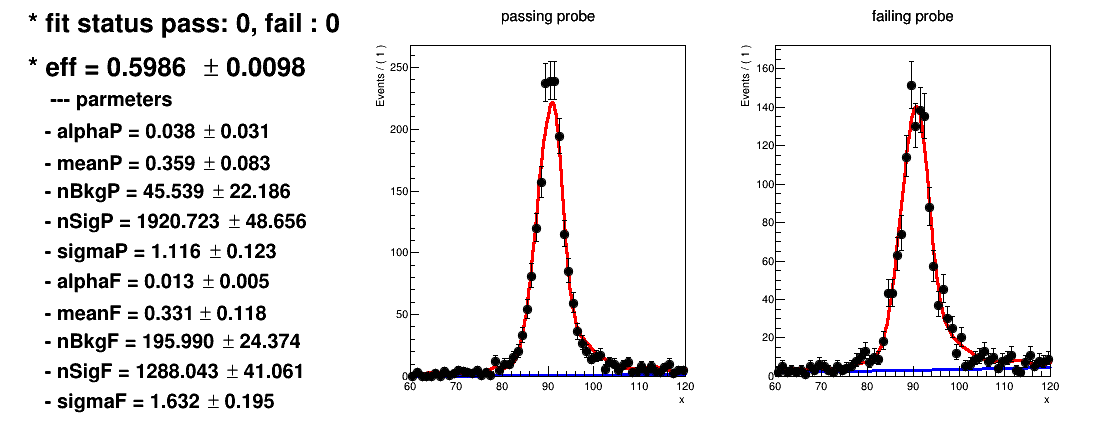 * fit status pass: 0, fail : 0
* eff = 0.5986 ± 0.0098
--- parmeters
- alphaP = 0.038 ± 0.031
- meanP = 0.359 ± 0.083
- nBkgP = 45.539 ± 22.186
- nSigP = 1920.723 ± 48.656
- sigmaP = 1.116 ± 0.123
- alphaF = 0.013 ± 0.005
- meanF = 0.331 ± 0.118
- nBkgF = 195.990 ± 24.374
- nSigF = 1288.043 ± 41.061
- sigmaF = 1.632 ± 0.195
passing probe
Events / ( 1 )
250
200
150
100
50
0
60 70 80 90 100 110 120
x
failing probe
Events / ( 1 )
160
140
120
100
80
60
40
20
0
60 70 80 90 100 110 120
x